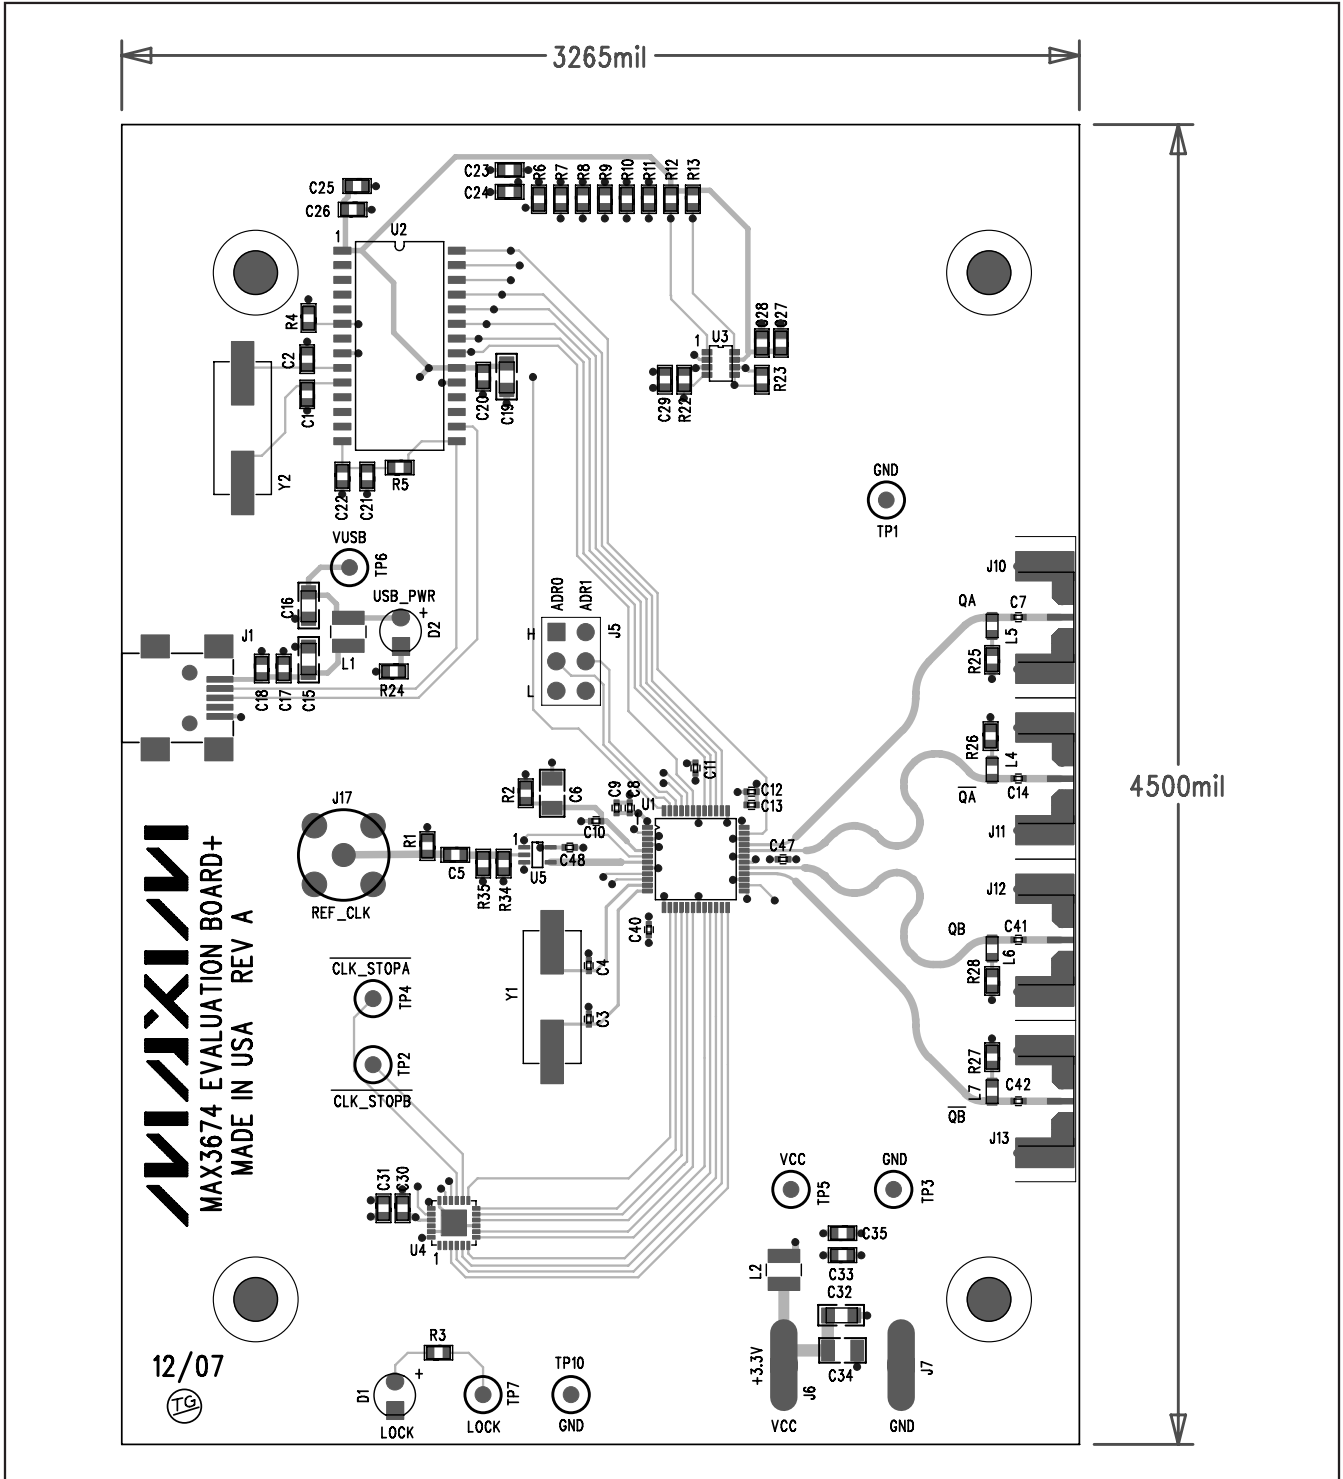 3265mil
C23
C24
R6
R7
R8
R9
R10
R11
R12
R13
C25
C26
1
U2
R4
C2
C1
Y2
C20
C19
C29
R22
1
U3
R23
C27
C22
C21
R5
GND
TP1
VUSB
TP6
C16
USB_PWR
+
D2
ADR0
ADR1
H
J5
L
J1
L1
R24
C18
C17
C15
J10
QA
C7
L5
R25
R26
L4
QA
C14
J11
C11
C12
C13
4500mil
R2
C6
C9
C8
U1
C10
J17
R1
C5
REF_CLK
1
C48
U5
R35
R34
C47
J12
QB
C41
L6
R28
C40
C4
Y1
C3
CLK_STOPA
TP4
TP2
CLK_STOPB
R27
L7
C42
QB
J13
MAXIM
MAX3674 EVALUATION BOARD+
MADE IN USA REV A
C31
C30
U4
1
VCC
TP5
GND
TP3
C35
C33
L2
C32
+3.3V
C34
J6
J7
VCC
GND
12/07
TG
R3
D1
+
LOCK
TP7
LOCK
TP10
GND